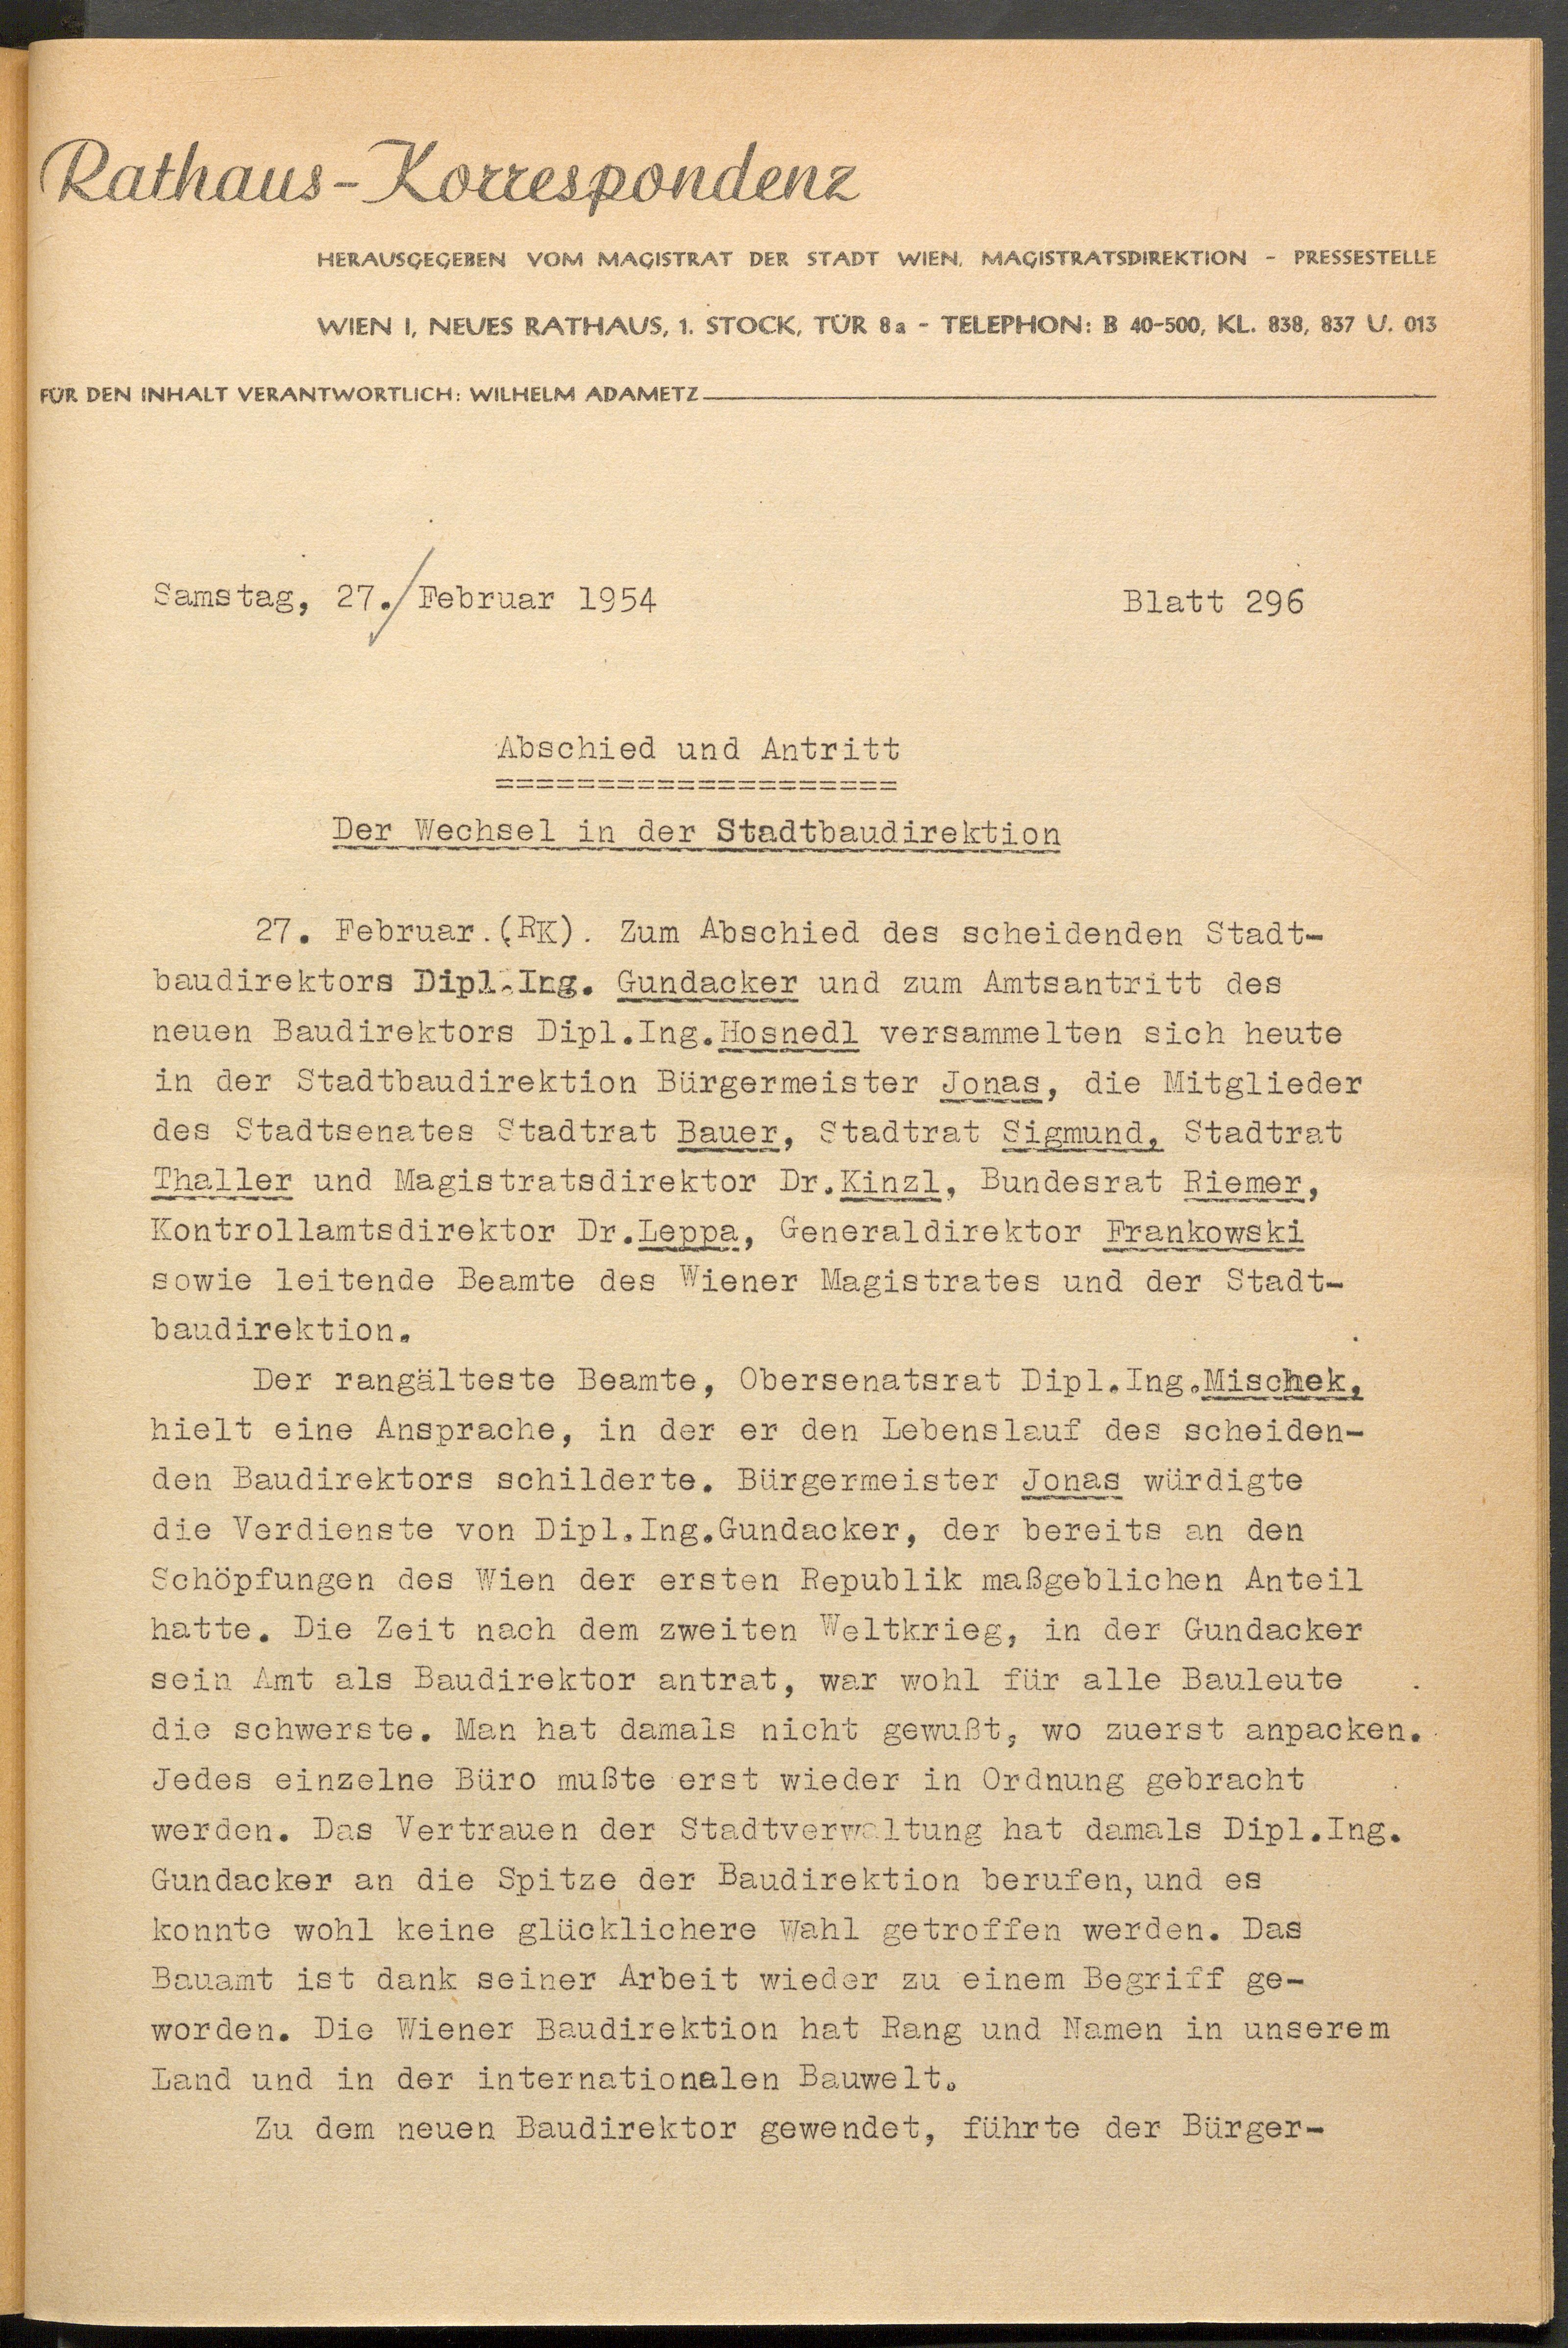 Rathaus-Korrespondenz
HERAUSGEGEBEN VOM MAGISTRAT DER STADT WIEN, MAGISTRATSDIREKTION - PRESSESTELLE
WIEN I, NEUES RATHAUS, 1. STOCK, TÜR 8a - TELEPHON: B 40-500, KL. 838, 837 U. 013
FÜR DEN INHALT VERANTWORTLICH: WILHELM ADAMETZ
Samstag, 27. Februar 1954 Blatt 296
Abschied und Antritt
====================
Der Wechsel in der Stadtbaudirektion
27. Februar (RK). Zum Abschied des scheidenden Stadt-
baudirektors Dipl.Ing. Gundacker und zum Amtsantritt des
neuen Baudirektors Dipl.Ing.Hosnedl versammelten sich heute
in der Stadtbaudirektion Bürgermeister Jonas, die Mitglieder
des Stadtsenates Stadtrat Bauer, Stadtrat Sigmund, Stadtrat
Thaller und Magistratsdirektor Dr.Kinzl, Bundesrat Riemer,
Kontrollamtsdirektor Dr.Leppa, Generaldirektor Frankowski
sowie leitende Beamte des Wiener Magistrates und der Stadt-
baudirektion.
Der rangälteste Beamte, Obersenatsrat Dipl.Ing.Mischek,
hielt eine Ansprache, in der er den Lebenslauf des scheiden-
den Baudirektors schilderte. Bürgermeister Jonas würdigte
die Verdienste von Dipl.Ing.Gundacker, der bereits an den
Schöpfungen des Wien der ersten Republik maßgeblichen Anteil
hatte. Die Zeit nach dem zweiten Weltkrieg, in der Gundacker
sein Amt als Baudirektor antrat, war wohl für alle Bauleute
die schwerste. Man hat damals nicht gewußt, wo zuerst anpacken.
Jedes einzelne Büro mußte erst wieder in Ordnung gebracht
werden. Das Vertrauen der Stadtverwaltung hat damals Dipl.Ing.
Gundacker an die Spitze der Baudirektion berufen, und es
konnte wohl keine glücklichere Wahl getroffen werden. Das
Bauamt ist dank seiner Arbeit wieder zu einem Begriff ge-
worden. Die Wiener Baudirektion hat Rang und Namen in unserem
Land und in der internationalen Bauwelt.
Zu dem neuen Baudirektor gewendet, führte der Bürger-